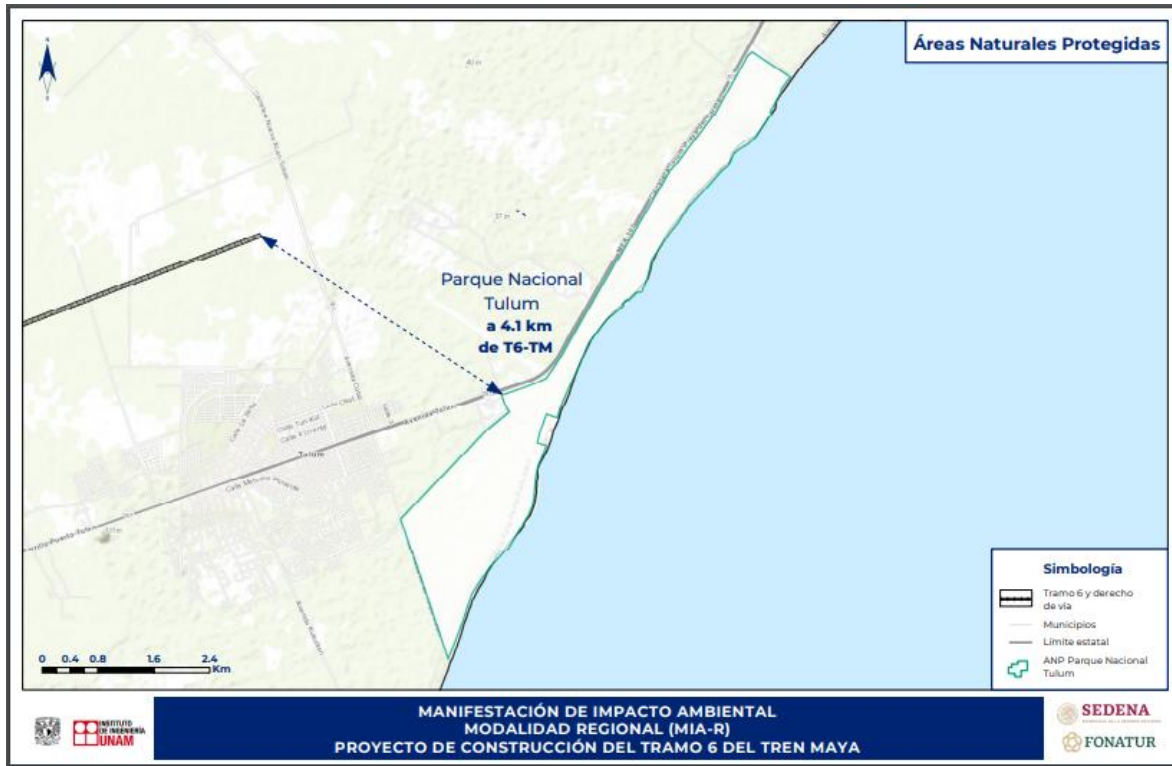 Áreas Naturales Protegidas
N
Parque Nacional
Tulum
a 4.1 km
de T6-TM
Avenida Tulum
Tulum
Simbología
Tramo 6 y derecho
de vía
Municipios
Límite estatal
ANP Parque Nacional
Tulum
0 0.4 0.8 1.6 2.4
Km
INSTITUTO
DE INGENIERÍA
UNAM
MANIFESTACIÓN DE IMPACTO AMBIENTAL
MODALIDAD REGIONAL (MIA-R)
PROYECTO DE CONSTRUCCIÓN DEL TRAMO 6 DEL TREN MAYA
SEDENA
FONATUR